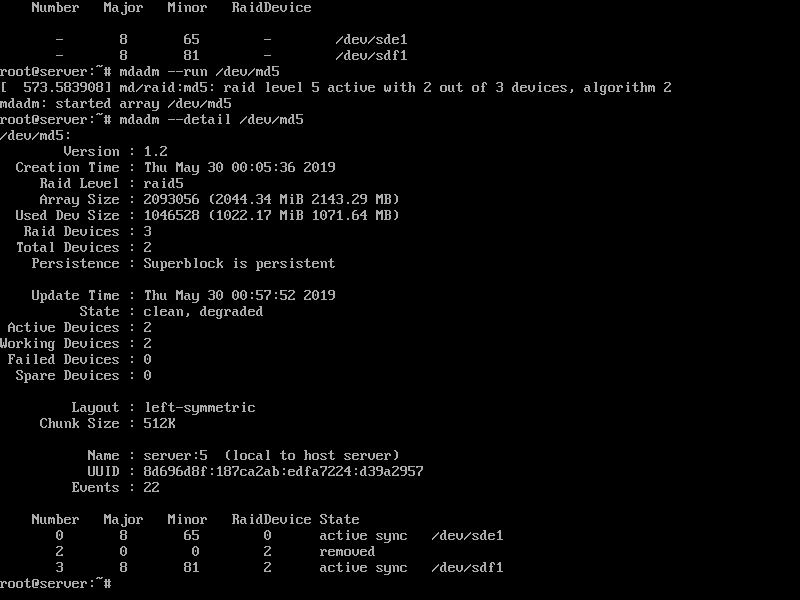 Number   Major   Minor   RaidDevice

       -       8       65        -        /dev/sde1
       -       8       81        -        /dev/sdf1
root@server:~# mdadm --run /dev/md5
[  573.583908] md/raid:md5: raid level 5 active with 2 out of 3 devices, algorithm 2
mdadm: started array /dev/md5
root@server:~# mdadm --detail /dev/md5
/dev/md5:
        Version : 1.2
  Creation Time : Thu May 30 00:05:36 2019
     Raid Level : raid5
     Array Size : 2093056 (2044.34 MiB 2143.29 MB)
  Used Dev Size : 1046528 (1022.17 MiB 1071.64 MB)
   Raid Devices : 3
  Total Devices : 2
    Persistence : Superblock is persistent

    Update Time : Thu May 30 00:57:52 2019
          State : clean, degraded
 Active Devices : 2
Working Devices : 2
 Failed Devices : 0
  Spare Devices : 0

         Layout : left-symmetric
     Chunk Size : 512K

           Name : server:5  (local to host server)
           UUID : 8d696d8f:187ca2ab:edfa7224:d39a2957
         Events : 22

    Number   Major   Minor   RaidDevice State
       0       8       65        0      active sync   /dev/sde1
       2       0        0        2      removed
       3       8       81        2      active sync   /dev/sdf1
root@server:~#